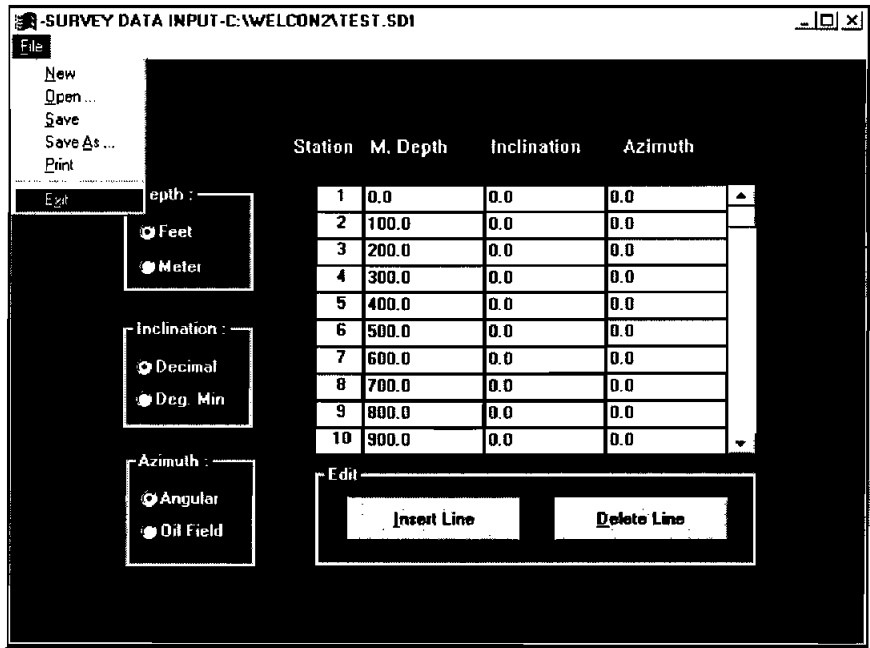 -SURVEY DATA INPUT-C:\WELCON2\TEST.SDI
File
New
Open ...
Save
Save As ...
Print
Exit
Station M. Depth Inclination Azimuth
1 0.0 0.0 0.0
2 100.0 0.0 0.0
3 200.0 0.0 0.0
4 300.0 0.0 0.0
5 400.0 0.0 0.0
6 500.0 0.0 0.0
7 600.0 0.0 0.0
8 700.0 0.0 0.0
9 800.0 0.0 0.0
10 900.0 0.0 0.0
epth :
Feet
Meter
Inclination :
Decimal
Deg. Min
Azimuth :
Angular
Oil Field
Edit
Insert Line
Delete Line